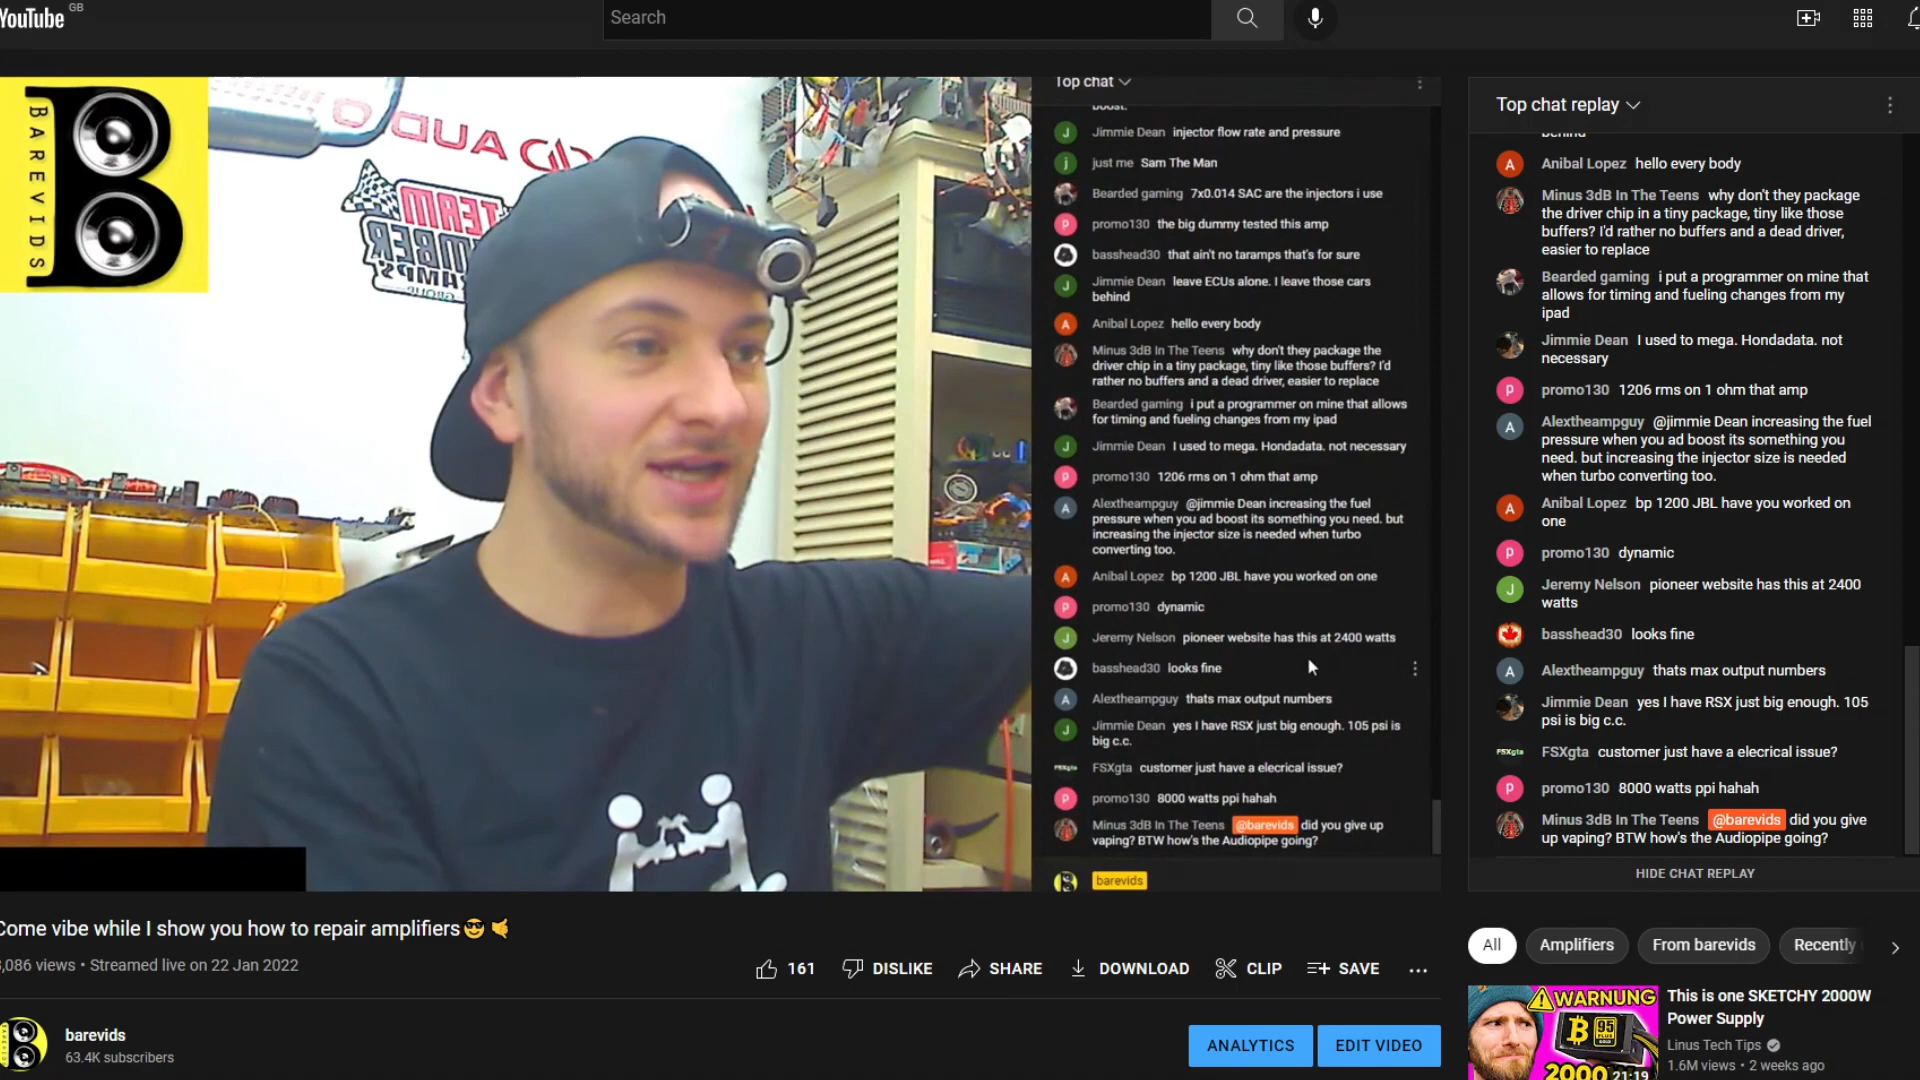 YouTube GB
Search
BAREVIDS
AUDIO
TEAM
AMPS
GROUP
Top chat
boost.
J Jimmie Dean injector flow rate and pressure
j just me Sam The Man
Bearded gaming 7x0.014 SAC are the injectors i use
P promo130 the big dummy tested this amp
basshead30 that ain't no taramps that's for sure
J Jimmie Dean leave ECUs alone. I leave those cars
behind
A Anibal Lopez hello every body
Minus 3dB In The Teens why don't they package the
driver chip in a tiny package, tiny like those buffers? I'd
rather no buffers and a dead driver, easier to replace
Bearded gaming i put a programmer on mine that allows
for timing and fueling changes from my ipad
J Jimmie Dean I used to mega. Hondadata. not necessary
P promo130 1206 rms on 1 ohm that amp
A Alextheampguy @jimmie Dean increasing the fuel
pressure when you ad boost its something you need. but
increasing the injector size is needed when turbo
converting too.
A Anibal Lopez bp 1200 JBL have you worked on one
P promo130 dynamic
J Jeremy Nelson pioneer website has this at 2400 watts
basshead30 looks fine
A Alextheampguy thats max output numbers
J Jimmie Dean yes I have RSX just big enough. 105 psi is
big c.c.
FSXgta FSXgta customer just have a elecrical issue?
P promo130 8000 watts ppi hahah
Minus 3dB In The Teens @barevids did you give up
vaping? BTW how's the Audiopipe going?
barevids
Top chat replay
behind
A Anibal Lopez hello every body
Minus 3dB In The Teens why don't they package
the driver chip in a tiny package, tiny like those
buffers? I'd rather no buffers and a dead driver,
easier to replace
Bearded gaming i put a programmer on mine that
allows for timing and fueling changes from my
ipad
Jimmie Dean I used to mega. Hondadata. not
necessary
P promo130 1206 rms on 1 ohm that amp
A Alextheampguy @jimmie Dean increasing the fuel
pressure when you ad boost its something you
need. but increasing the injector size is needed
when turbo converting too.
A Anibal Lopez bp 1200 JBL have you worked on
one
P promo130 dynamic
J Jeremy Nelson pioneer website has this at 2400
watts
basshead30 looks fine
A Alextheampguy thats max output numbers
Jimmie Dean yes I have RSX just big enough. 105
psi is big c.c.
FSXgta FSXgta customer just have a elecrical issue?
P promo130 8000 watts ppi hahah
Minus 3dB In The Teens @barevids did you give
up vaping? BTW how's the Audiopipe going?
HIDE CHAT REPLAY
Come vibe while I show you how to repair amplifiers😎🤙
,086 views • Streamed live on 22 Jan 2022
161 DISLIKE SHARE DOWNLOAD CLIP SAVE ...
barevids
63.4K subscribers
ANALYTICS EDIT VIDEO
All Amplifiers From barevids Recently
WARNUNG
95
GOLD
2000
21:19
This is one SKETCHY 2000W
Power Supply
Linus Tech Tips
1.6M views • 2 weeks ago